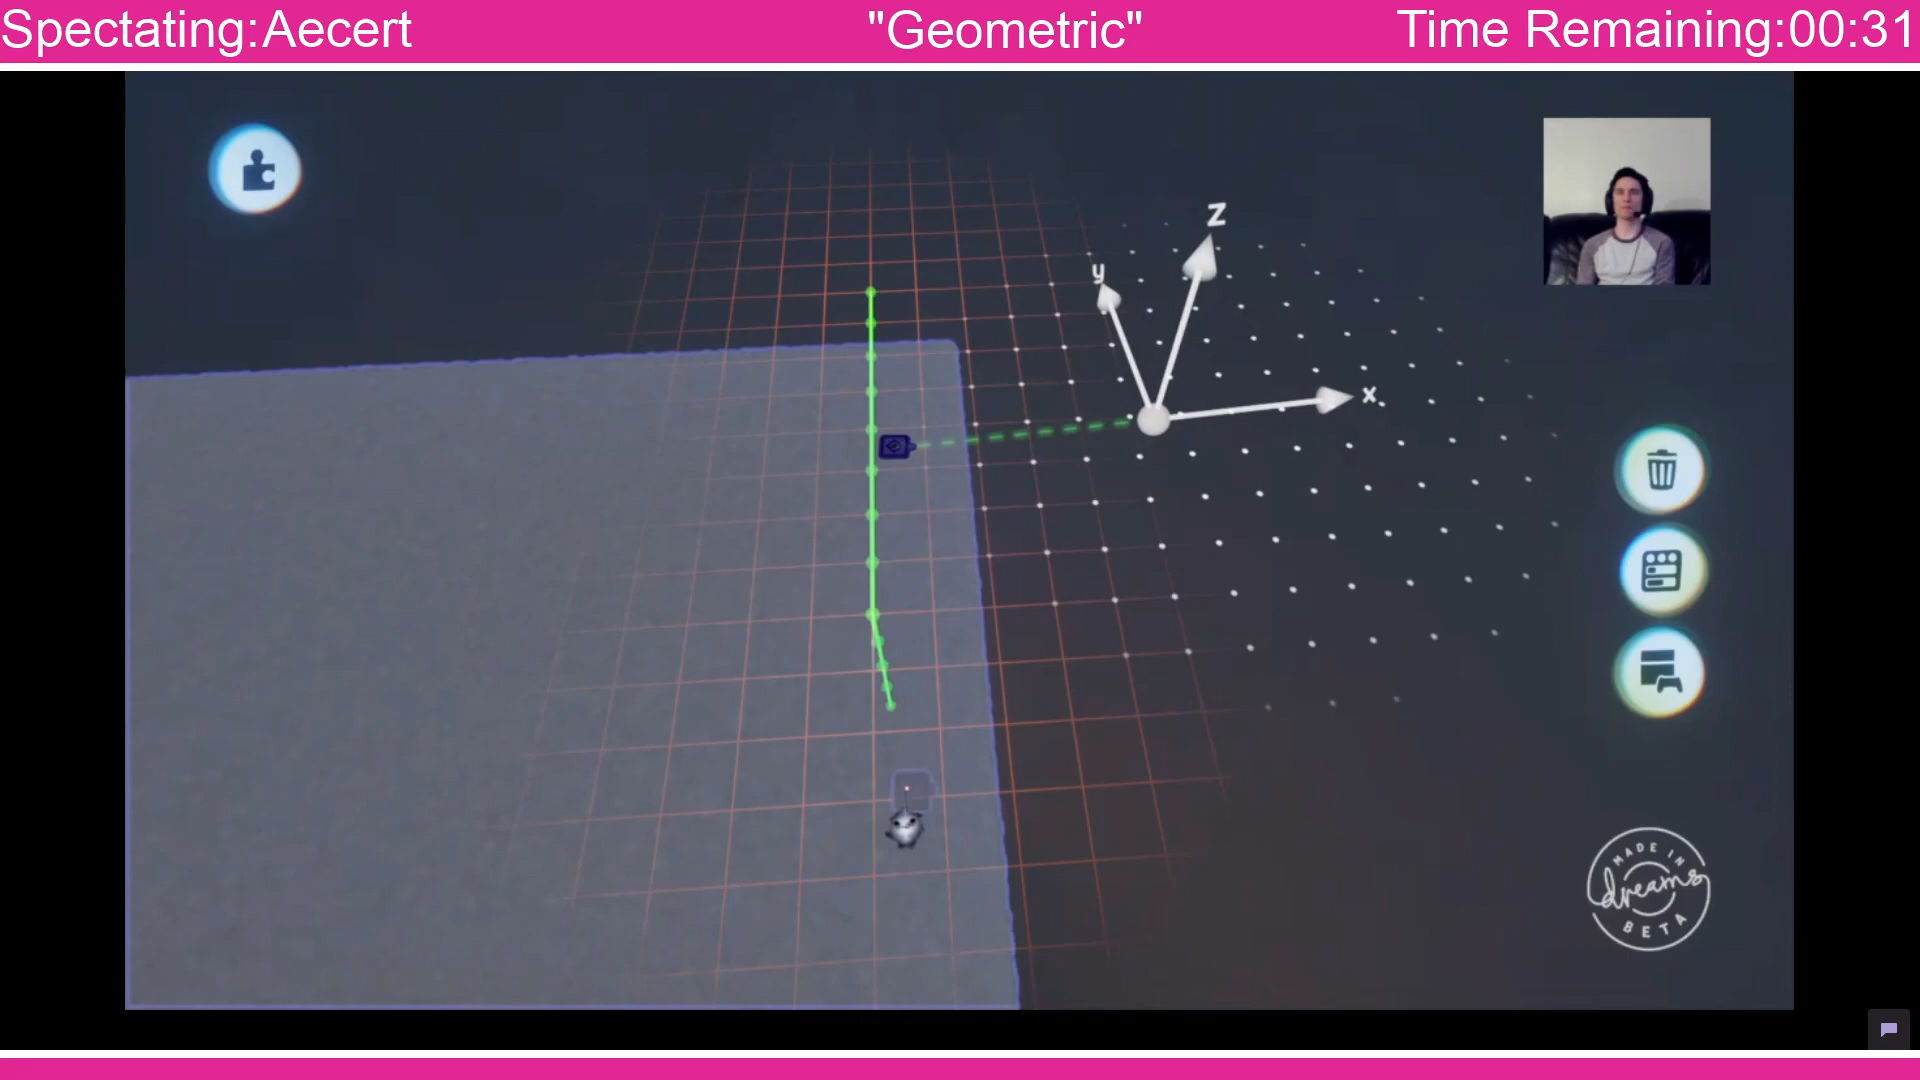 Spectating:Aecert
"Geometric"
Time Remaining:00:31
z
y
x
MADE IN
dreams
BETA